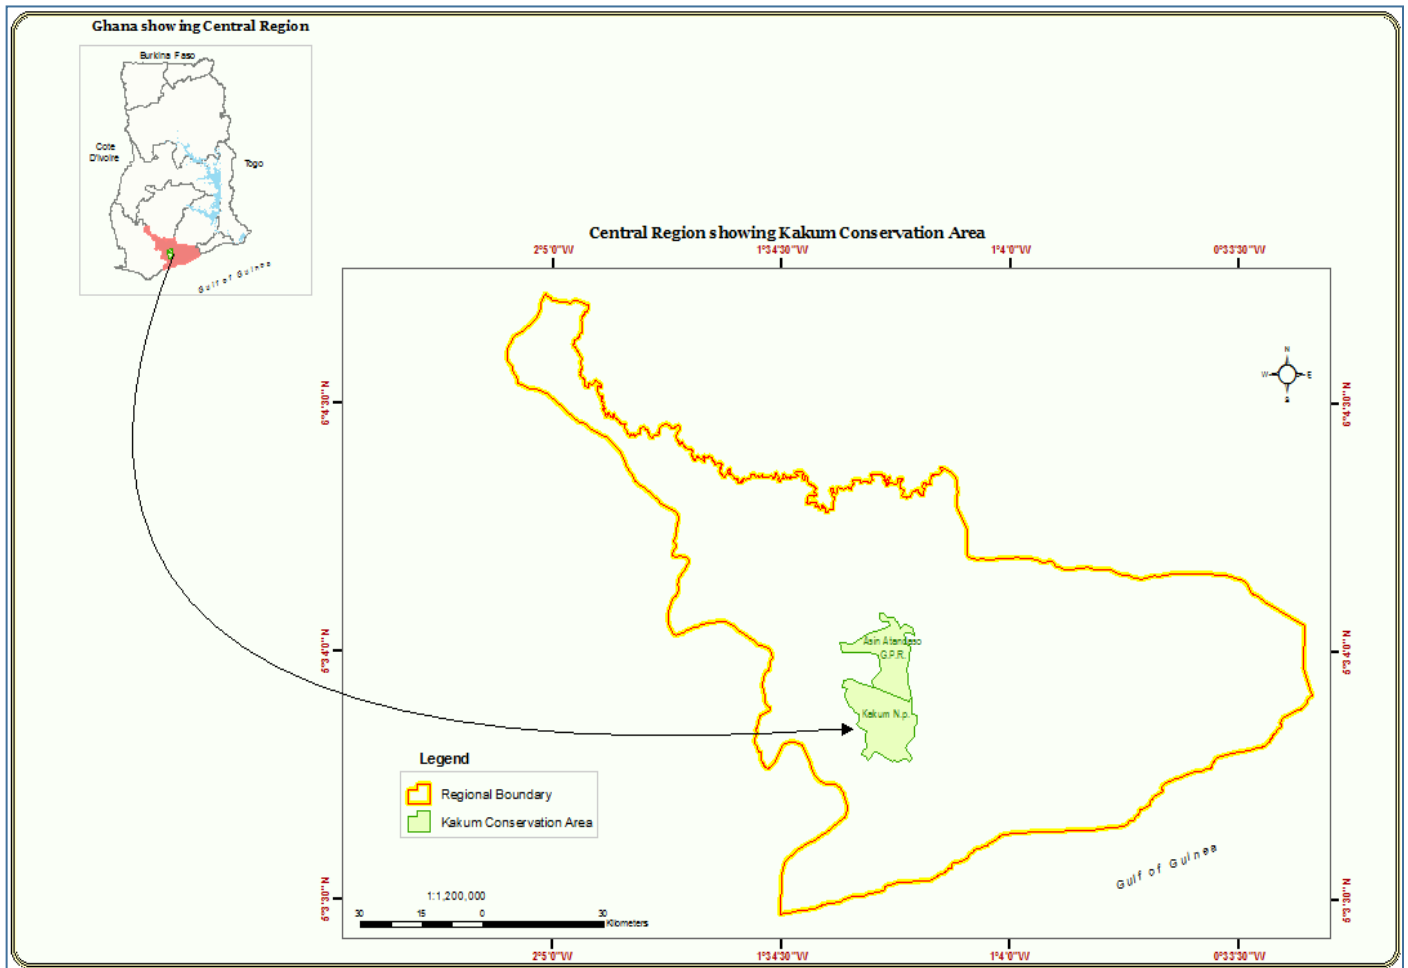 Ghana showing Central Region
Burkina Faso
Cote
D'ivoire
Togo
Gulf of Guinea
Central Region showing Kakum Conservation Area
2°5'0"W
1°34'30"W
1°4'0"W
0°33'30"W
N
W
E
S
6°4'30"N
6°4'30"N
Asin Atandaso
G.P.R.
6°34'0"N
6°34'0"N
Kakum N.p.
Legend
Regional Boundary
Kakum Conservation Area
Gulf of Guinea
1:1,200,000
30
15
0
30
Kilometers
6°3'30"N
6°3'30"N
2°5'0"W
1°34'30"W
1°4'0"W
0°33'30"W